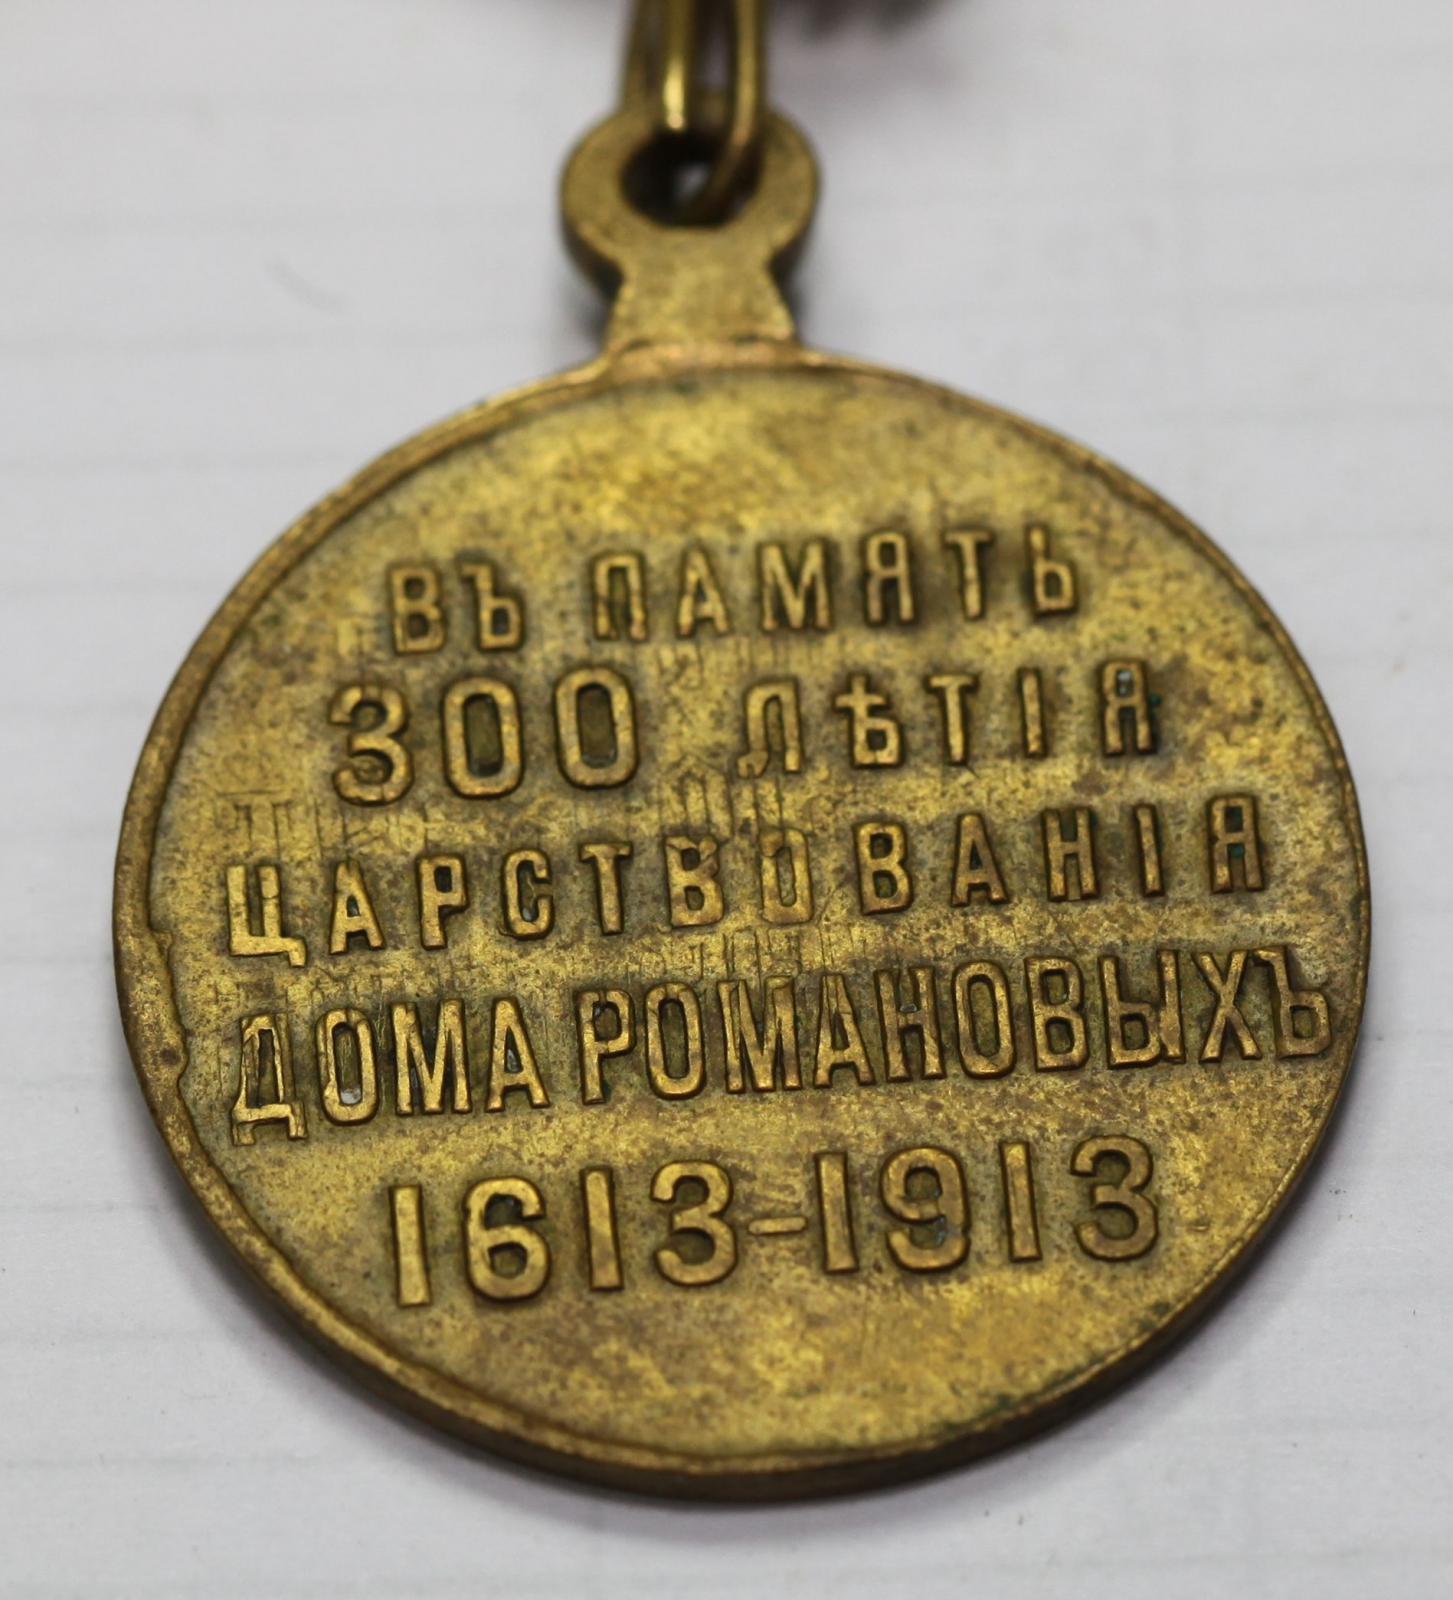 ВЪ ПАМЯТЬ
300 ЛѢТІЯ
ЦАРСТВОВАНІЯ
ДОМА РОМАНОВЫХЪ
1613-1913